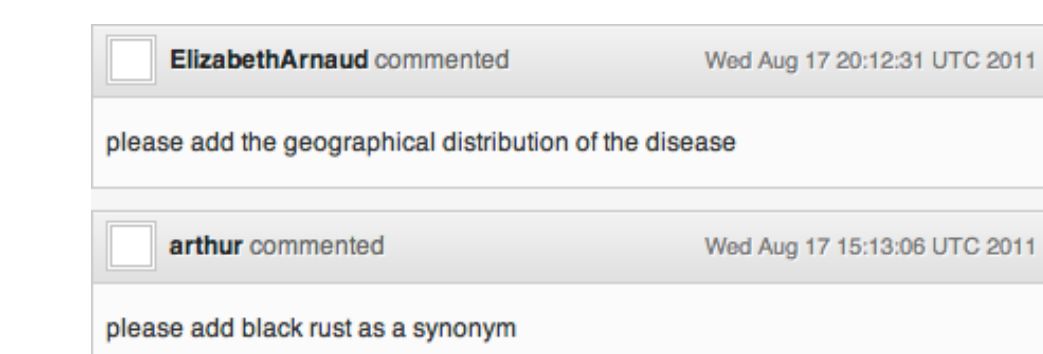 ElizabethArnaud commented Wed Aug 17 20:12:31 UTC 2011
please add the geographical distribution of the disease
arthur commented Wed Aug 17 15:13:06 UTC 2011
please add black rust as a synonym